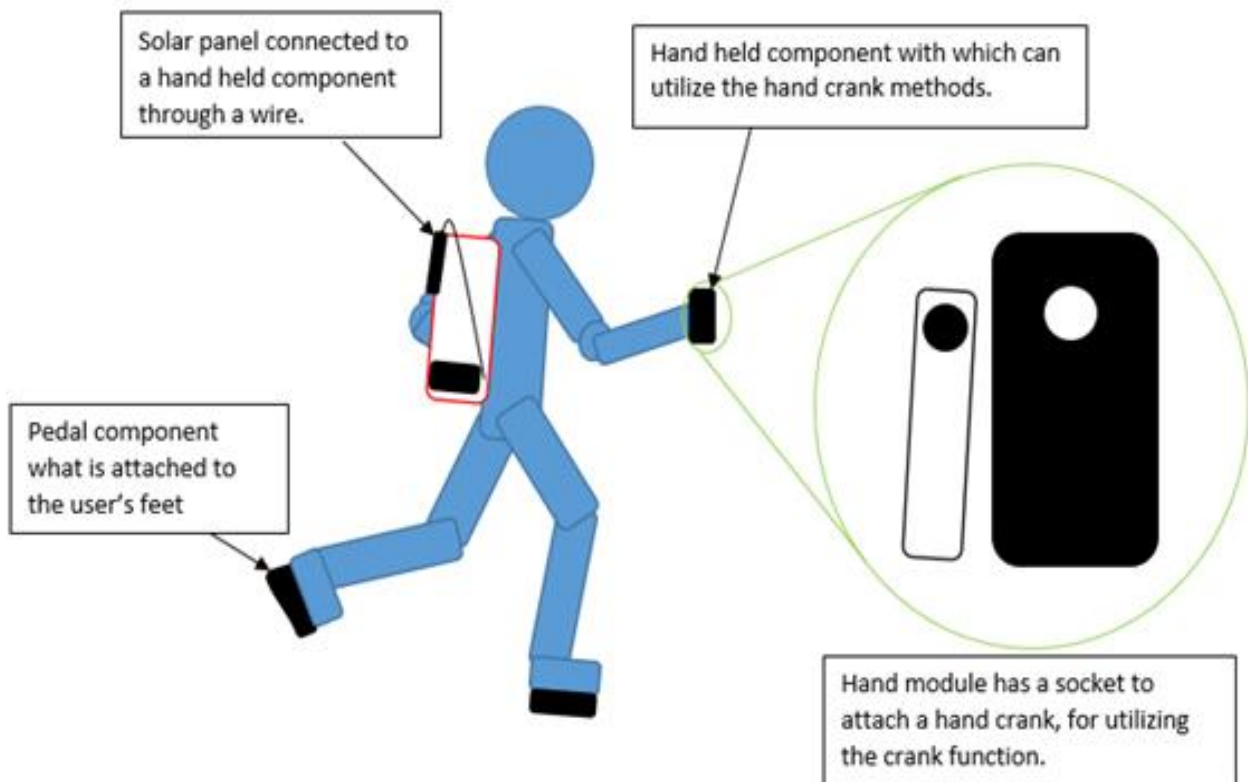 Solar panel connected to
a hand held component
through a wire.
Hand held component with which can
utilize the hand crank methods.
Pedal component
what is attached to
the user's feet
Hand module has a socket to
attach a hand crank, for utilizing
the crank function.